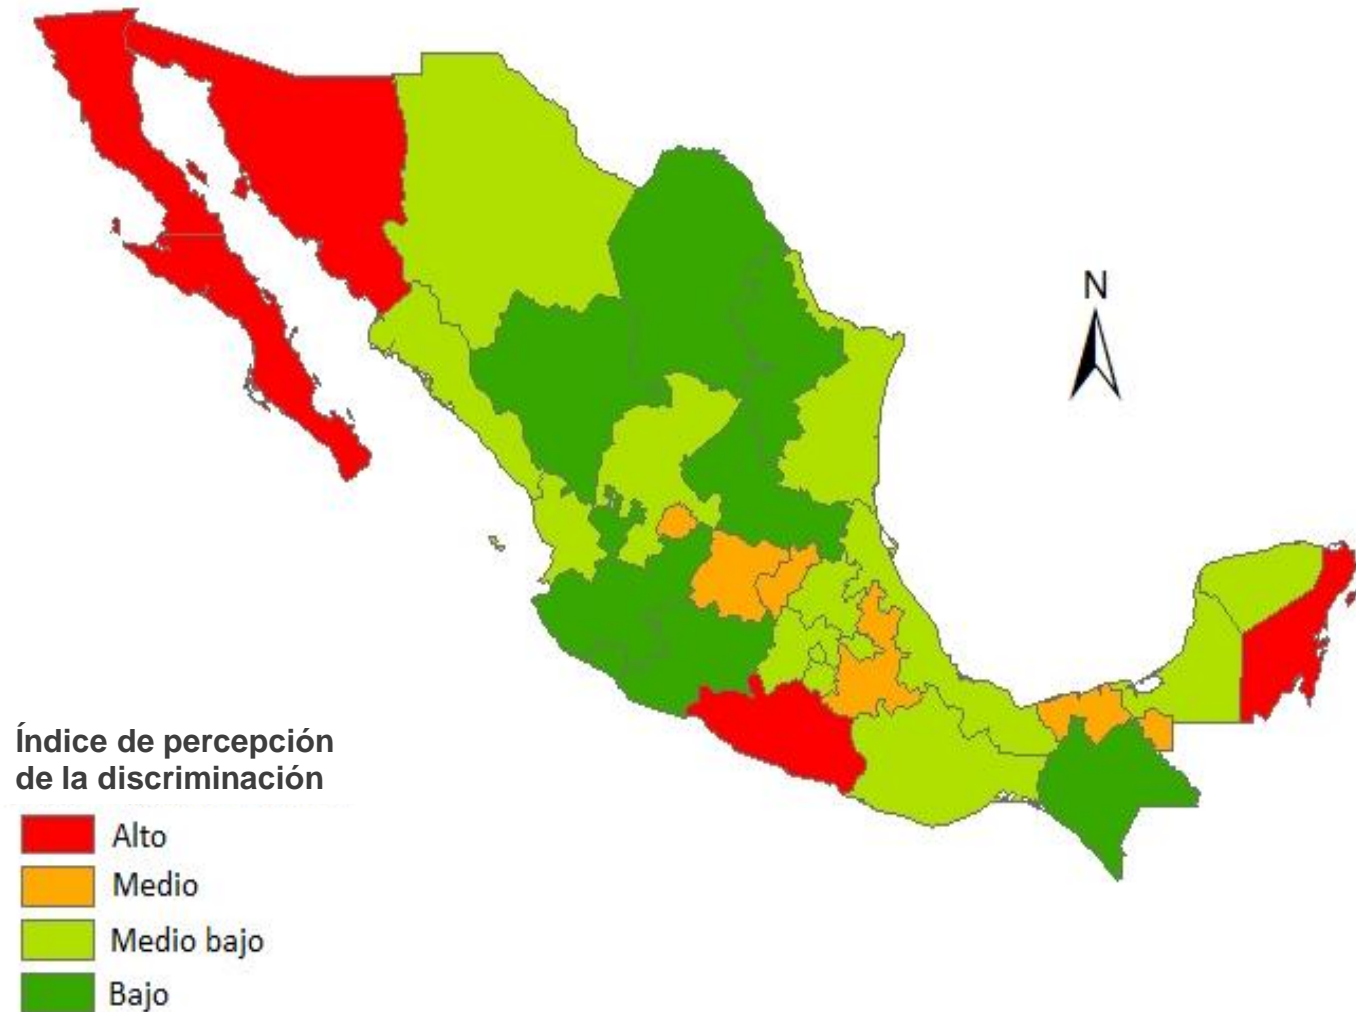 N
Índice de percepción
de la discriminación
Alto
Medio
Medio bajo
Bajo